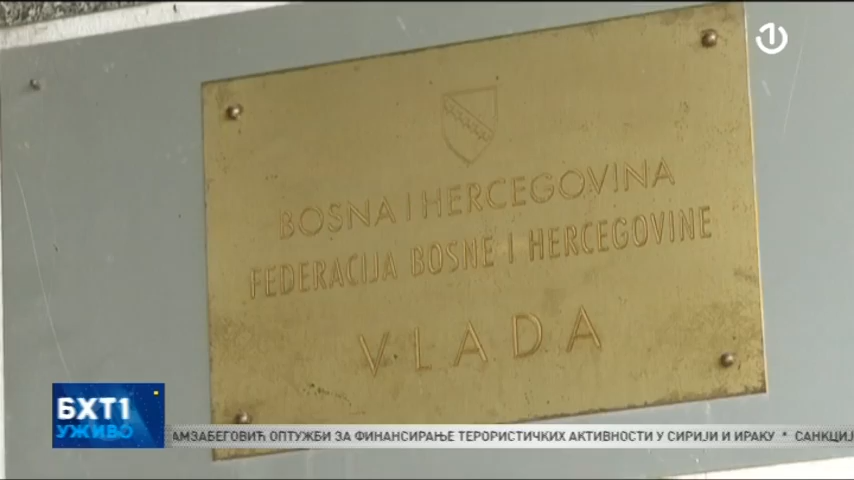 BOSNA I HERCEGOVINA
FEDERACIJA BOSNE I HERCEGOVINE
VLADA
БХТ1
УЖИВО
ОПТУЖБИ ЗА ФИНАНСИРАЊЕ ТЕРОРИСТИЧКИХ АКТИВНОСТИ У СИРИЈИ И ИРАКУ *